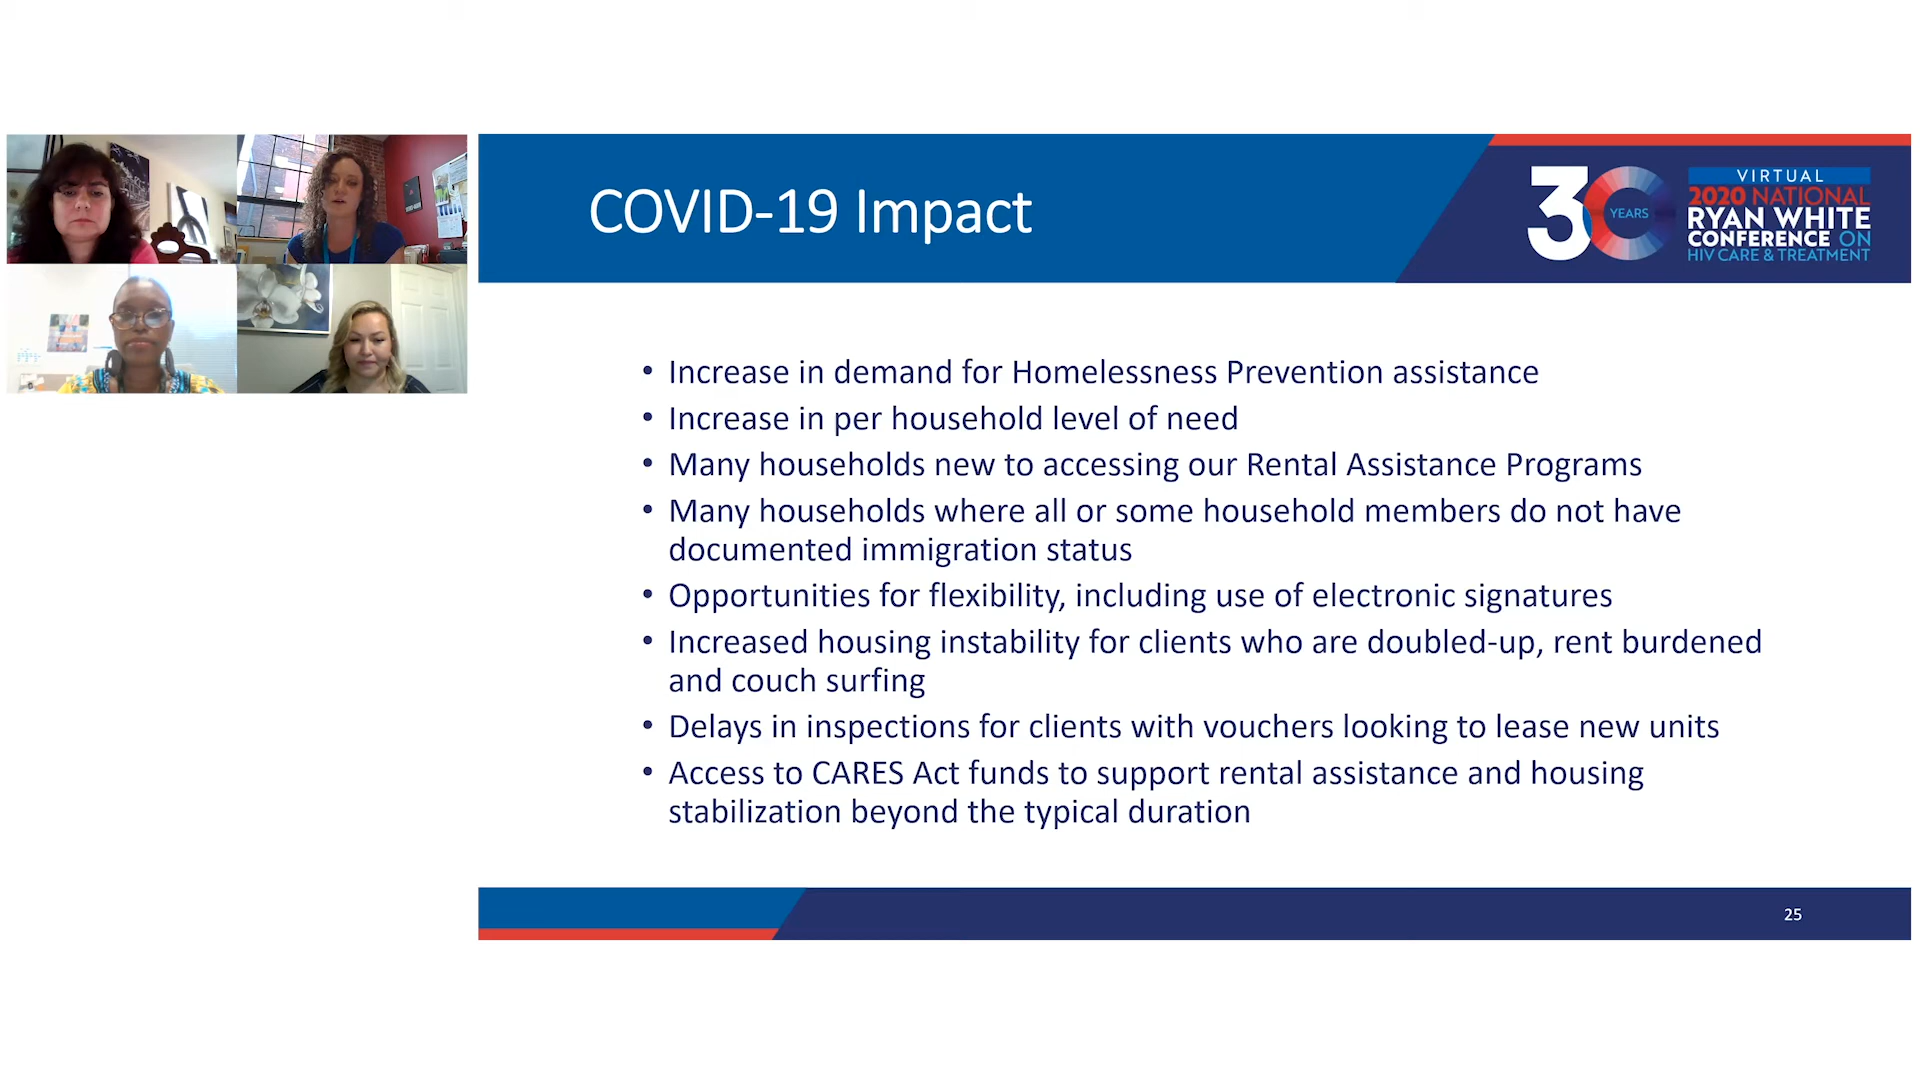 COVID-19 Impact
30
YEARS
VIRTUAL
2020 NATIONAL
RYAN WHITE
CONFERENCE ON
HIV CARE & TREATMENT
• Increase in demand for Homelessness Prevention assistance
• Increase in per household level of need
• Many households new to accessing our Rental Assistance Programs
• Many households where all or some household members do not have
documented immigration status
• Opportunities for flexibility, including use of electronic signatures
• Increased housing instability for clients who are doubled-up, rent burdened
and couch surfing
• Delays in inspections for clients with vouchers looking to lease new units
• Access to CARES Act funds to support rental assistance and housing
stabilization beyond the typical duration
25